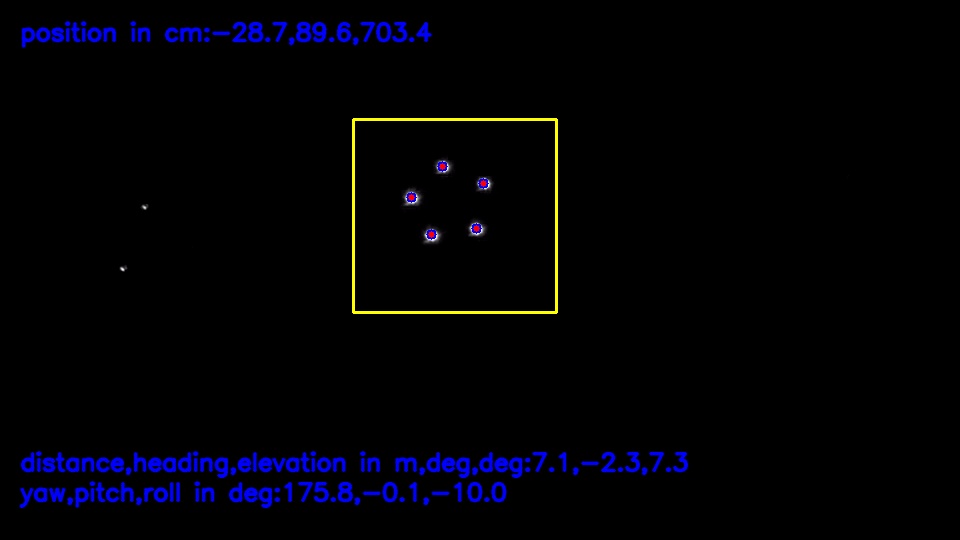 position in cm:-28.7,89.6,703.4
distance,heading,elevation in m,deg,deg:7.1,-2.3,7.3
yaw,pitch,roll in deg:175.8,-0.1,-10.0